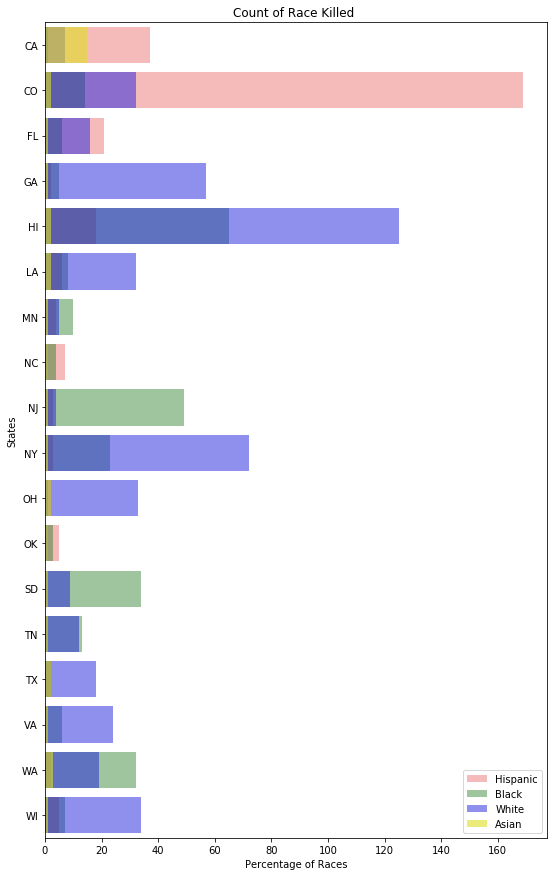 Count of Race Killed
CA
CO
FL
GA
HI
LA
MN
NC
NJ
NY
OH
OK
SD
TN
TX
VA
WA
WI
States
Hispanic
Black
White
Asian
0 20 40 60 80 100 120 140 160
Percentage of Races